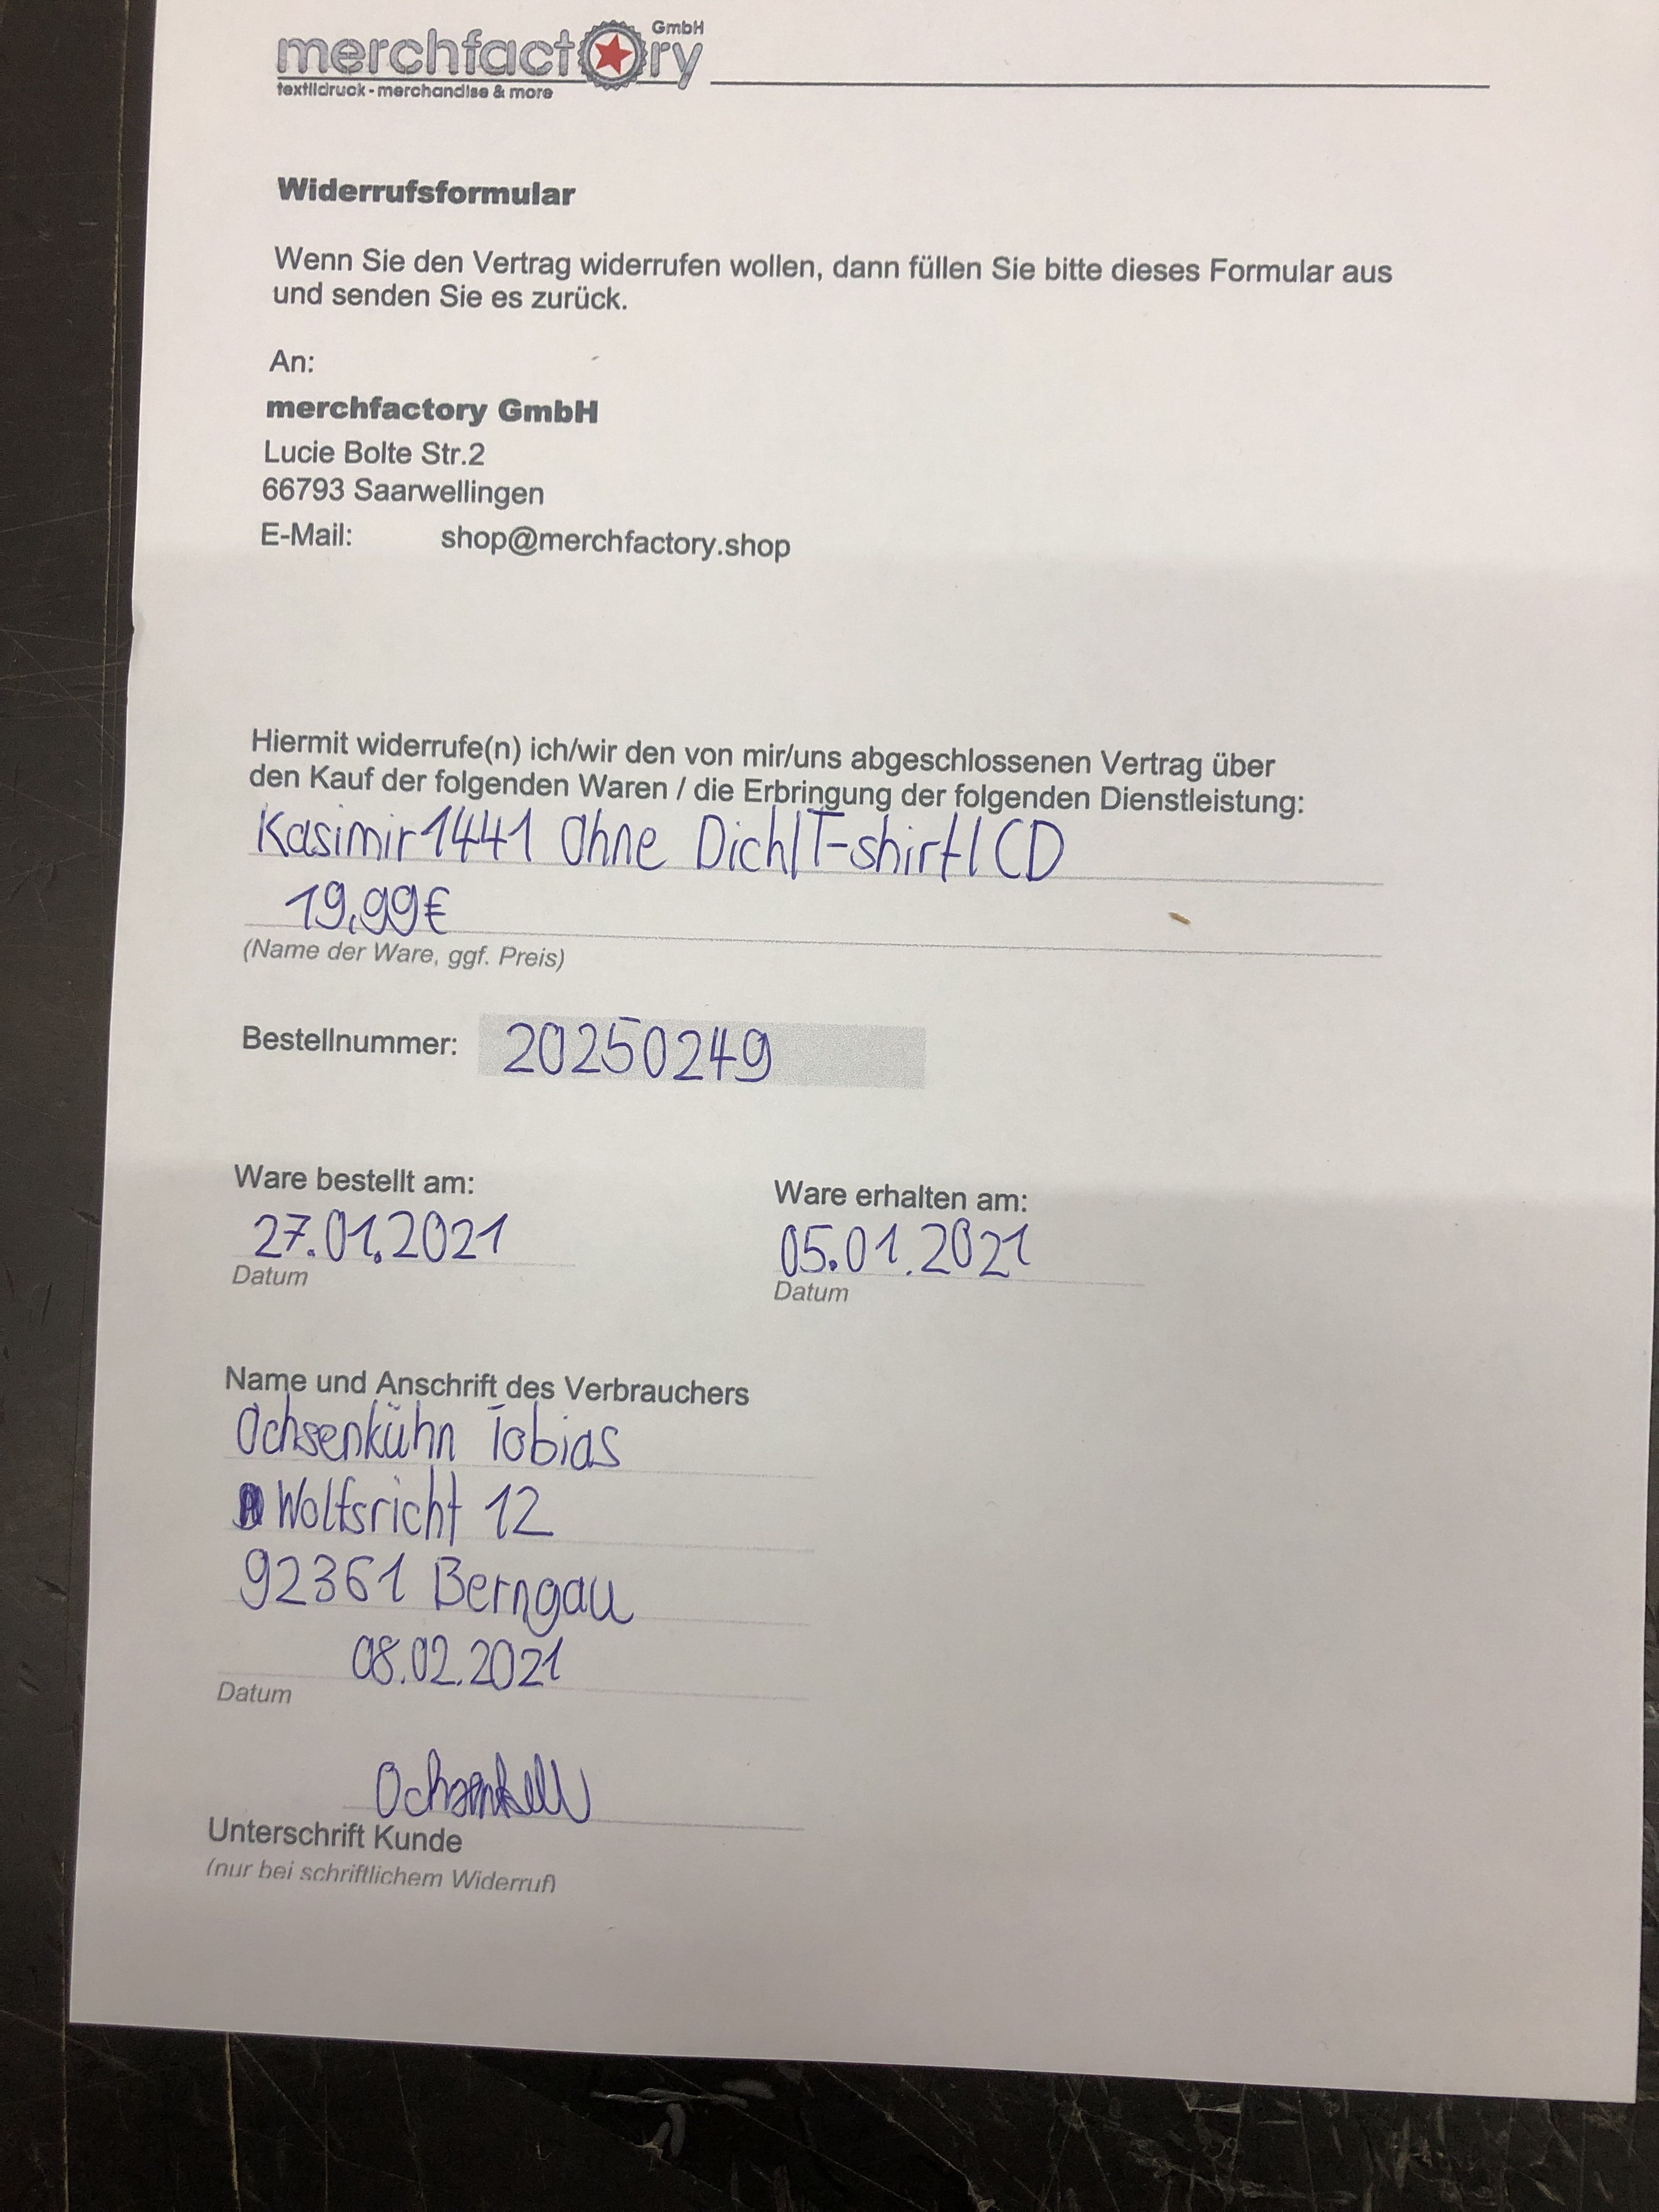 merchfactory GmbH
textildruck - merchandise & more
Widerrufsformular
Wenn Sie den Vertrag widerrufen wollen, dann füllen Sie bitte dieses Formular aus
und senden Sie es zurück.
An:
merchfactory GmbH
Lucie Bolte Str.2
66793 Saarwellingen
E-Mail: shop@merchfactory.shop
Hiermit widerrufe(n) ich/wir den von mir/uns abgeschlossenen Vertrag über
den Kauf der folgenden Waren / die Erbringung der folgenden Dienstleistung:
Kasimir1441 Ohne Dich|T-shirt|CD
19,99€
(Name der Ware, ggf. Preis)
Bestellnummer: 20250249
Ware bestellt am: Ware erhalten am:
27.01.2021 05.01.2021
Datum Datum
Name und Anschrift des Verbrauchers
Ochsenkühn Tobias
Wolfsricht 12
92361 Berngau
08.02.2021
Datum
Unterschrift Kunde
(nur bei schriftlichem Widerruf)